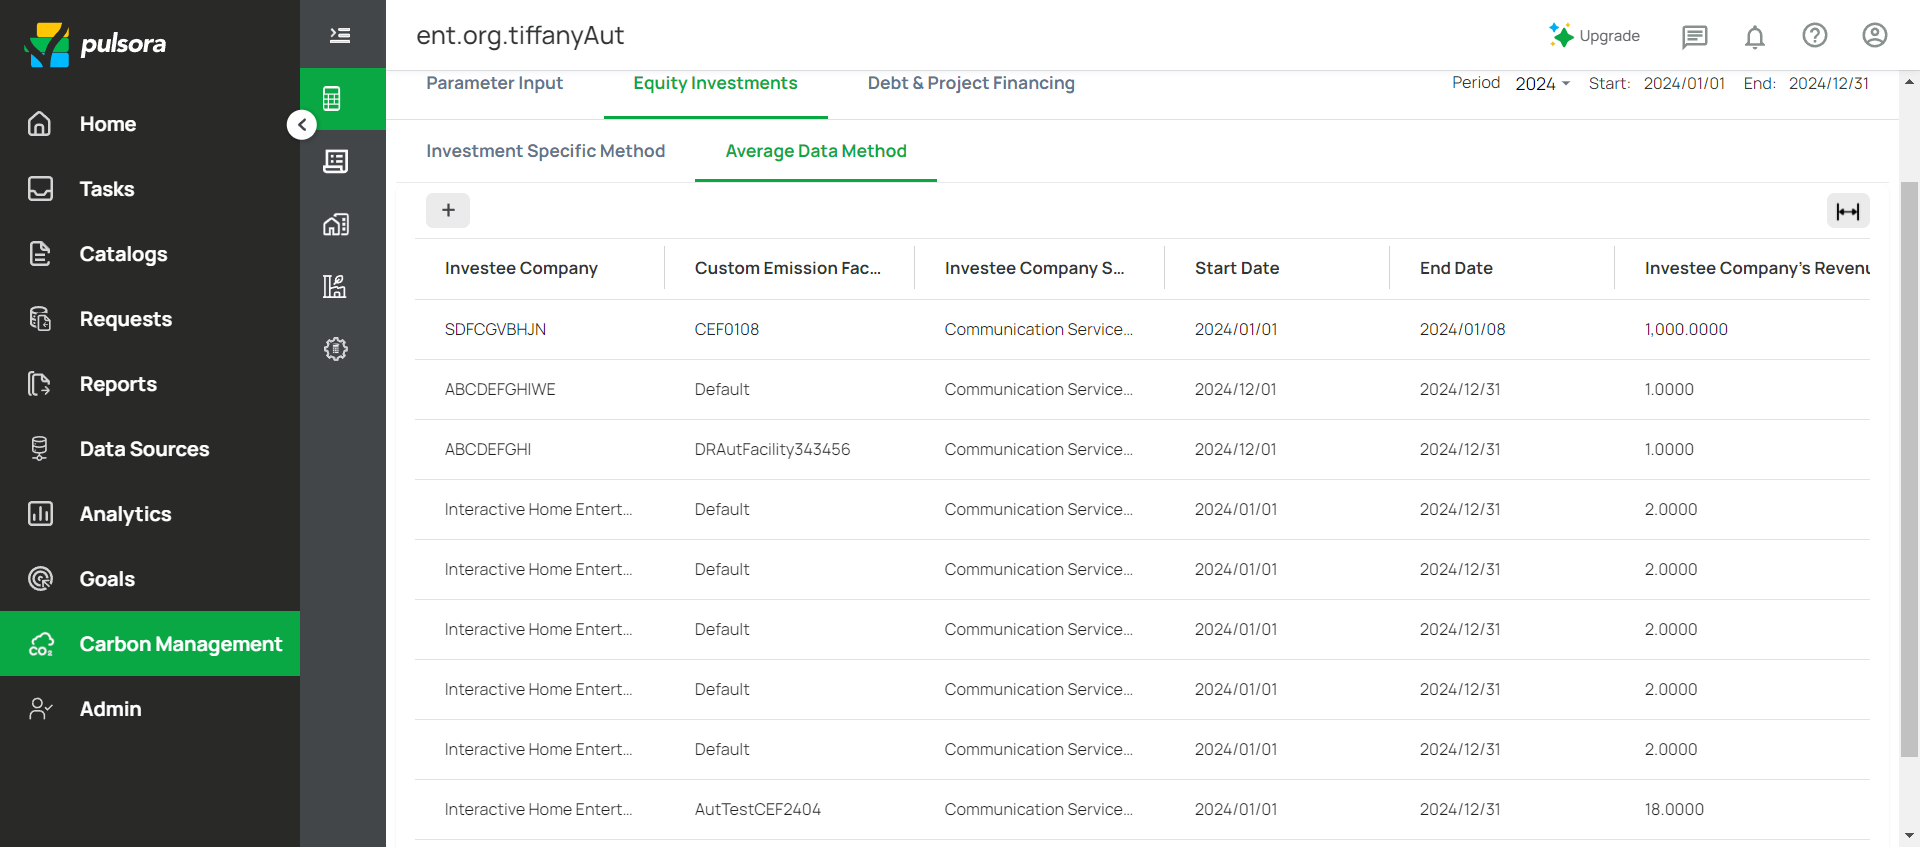 pulsora
Home
Tasks
Catalogs
Requests
Reports
Data Sources
Analytics
Goals
CO₂ Carbon Management
Admin
ent.org.tiffanyAut
Upgrade
Parameter Input Equity Investments Debt & Project Financing Period 2024 Start: 2024/01/01 End: 2024/12/31
Investment Specific Method Average Data Method
+
Investee Company Custom Emission Fac... Investee Company S... Start Date End Date Investee Company's Revenu
SDFCGVBHJN CEF0108 Communication Service... 2024/01/01 2024/01/08 1,000.0000
ABCDEFGHIWE Default Communication Service... 2024/12/01 2024/12/31 1.0000
ABCDEFGHI DRAutFacility343456 Communication Service... 2024/12/01 2024/12/31 1.0000
Interactive Home Entert... Default Communication Service... 2024/01/01 2024/12/31 2.0000
Interactive Home Entert... Default Communication Service... 2024/01/01 2024/12/31 2.0000
Interactive Home Entert... Default Communication Service... 2024/01/01 2024/12/31 2.0000
Interactive Home Entert... Default Communication Service... 2024/01/01 2024/12/31 2.0000
Interactive Home Entert... Default Communication Service... 2024/01/01 2024/12/31 2.0000
Interactive Home Entert... AutTestCEF2404 Communication Service... 2024/01/01 2024/12/31 18.0000